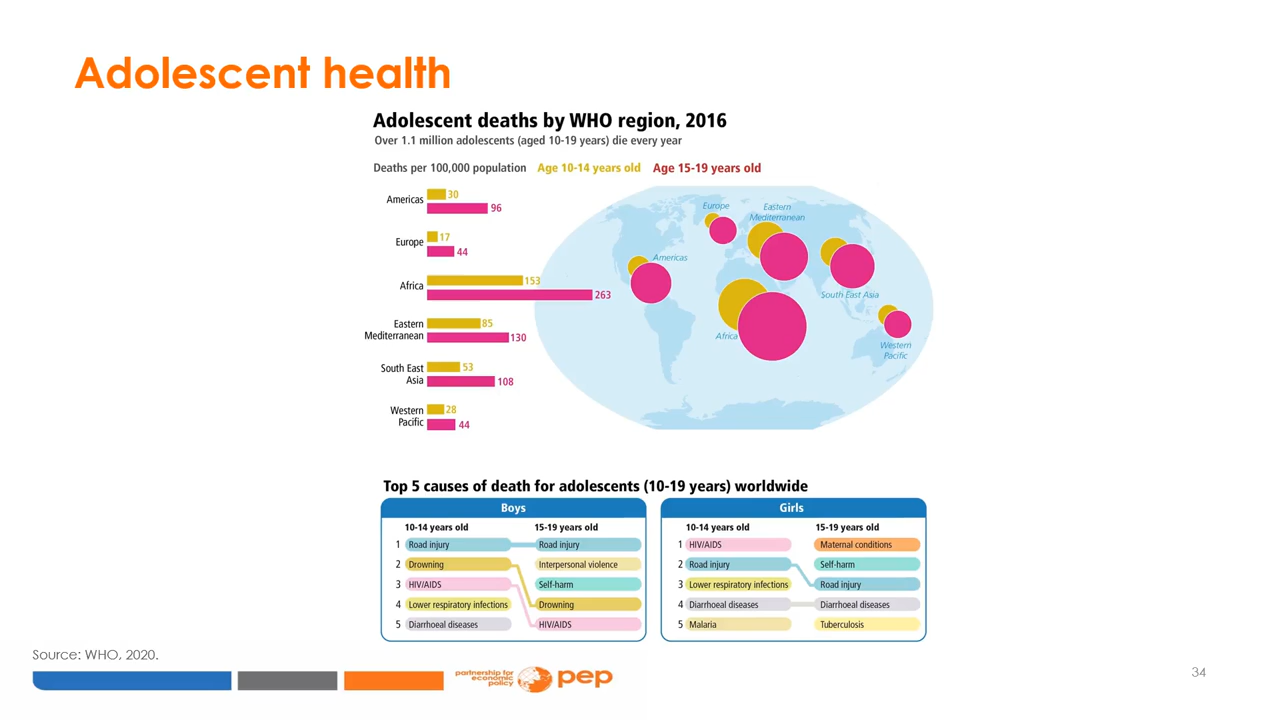 Adolescent health
Adolescent deaths by WHO region, 2016
Over 1.1 million adolescents (aged 10-19 years) die every year
Deaths per 100,000 population Age 10-14 years old Age 15-19 years old
Americas
30
96
Europe
17
44
Africa
153
263
Eastern
Mediterranean
85
130
South East
Asia
53
108
Western
Pacific
28
44
Europe
Eastern
Mediterranean
Americas
South East Asia
Africa
Western
Pacific
Top 5 causes of death for adolescents (10-19 years) worldwide
Boys
10-14 years old 15-19 years old
1 Road injury Road injury
2 Drowning Interpersonal violence
3 HIV/AIDS Self-harm
4 Lower respiratory infections Drowning
5 Diarrhoeal diseases HIV/AIDS
Girls
10-14 years old 15-19 years old
1 HIV/AIDS Maternal conditions
2 Road injury Self-harm
3 Lower respiratory infections Road injury
4 Diarrhoeal diseases Diarrhoeal diseases
5 Malaria Tuberculosis
Source: WHO, 2020.
partnership for
economic
policy
pep
34